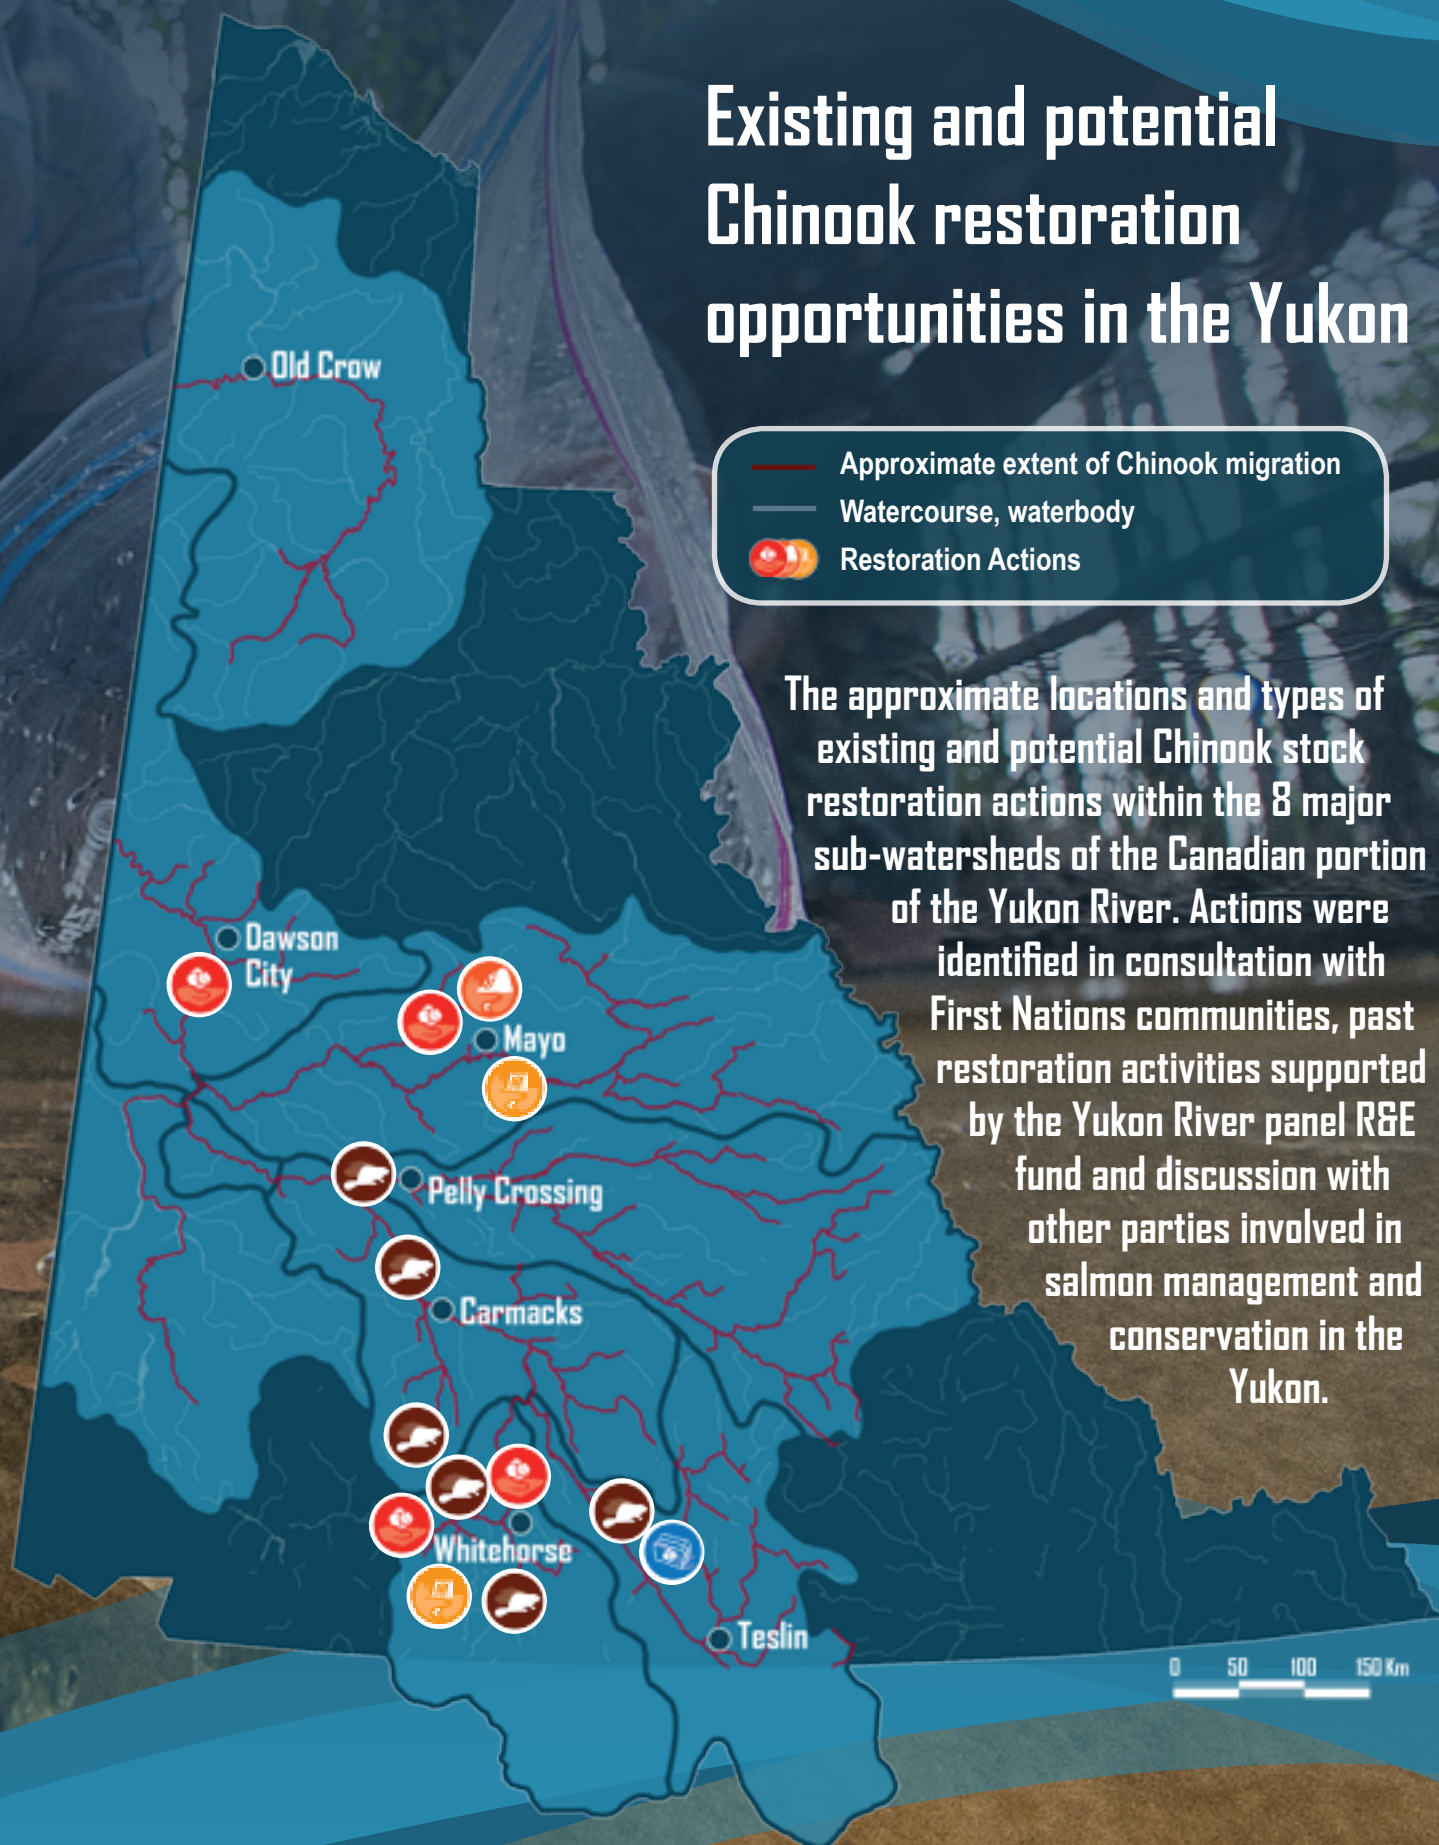 Existing and potential
Chinook restoration
opportunities in the Yukon
Approximate extent of Chinook migration
Watercourse, waterbody
Restoration Actions
The approximate locations and types of
existing and potential Chinook stock
restoration actions within the 8 major
sub-watersheds of the Canadian portion
of the Yukon River. Actions were
identified in consultation with
First Nations communities, past
restoration activities supported
by the Yukon River panel R&E
fund and discussion with
other parties involved in
salmon management and
conservation in the
Yukon.
Old Crow
Dawson
City
Mayo
Pelly Crossing
Carmacks
Whitehorse
Teslin
0 50 100 150 Km